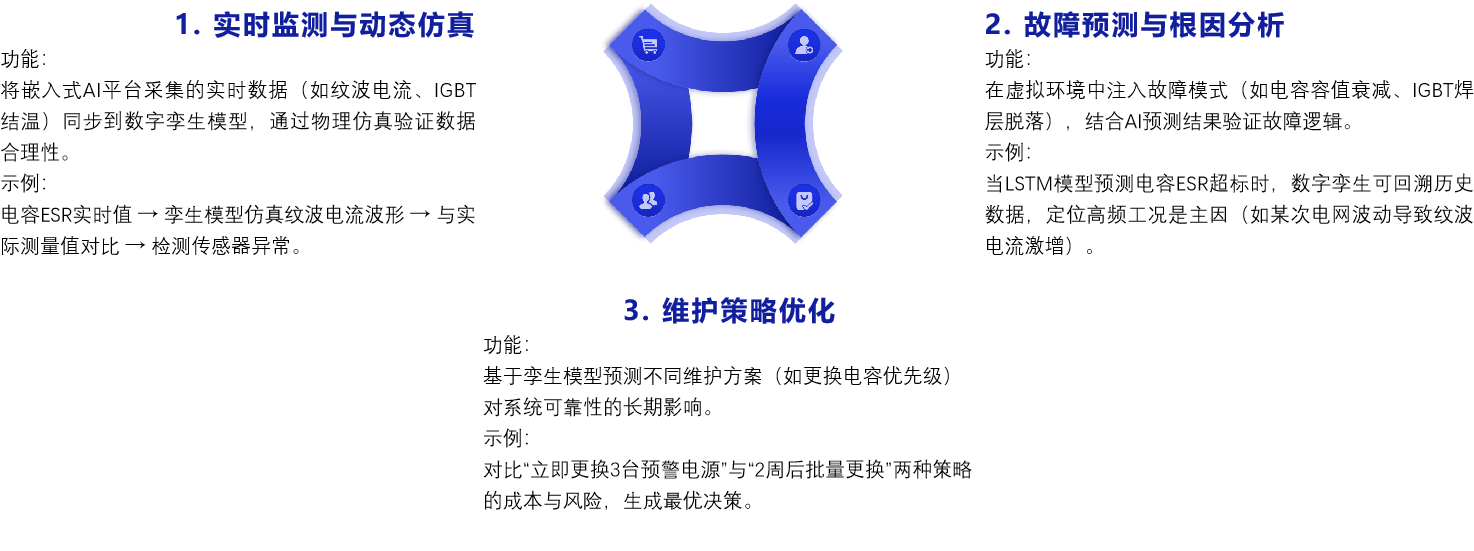 1. 实时监测与动态仿真
功能：
将嵌入式AI平台采集的实时数据（如纹波电流、IGBT
结温）同步到数字孪生模型，通过物理仿真验证数据
合理性。
示例：
电容ESR实时值 → 孪生模型仿真纹波电流波形 → 与实
际测量值对比 → 检测传感器异常。
2. 故障预测与根因分析
功能：
在虚拟环境中注入故障模式（如电容容值衰减、IGBT焊
层脱落），结合AI预测结果验证故障逻辑。
示例：
当LSTM模型预测电容ESR超标时，数字孪生可回溯历史
数据，定位高频工况是主因（如某次电网波动导致纹波
电流激增）。
3. 维护策略优化
功能：
基于孪生模型预测不同维护方案（如更换电容优先级）
对系统可靠性的长期影响。
示例：
对比“立即更换3台预警电源”与“2周后批量更换”两种策略
的成本与风险，生成最优决策。